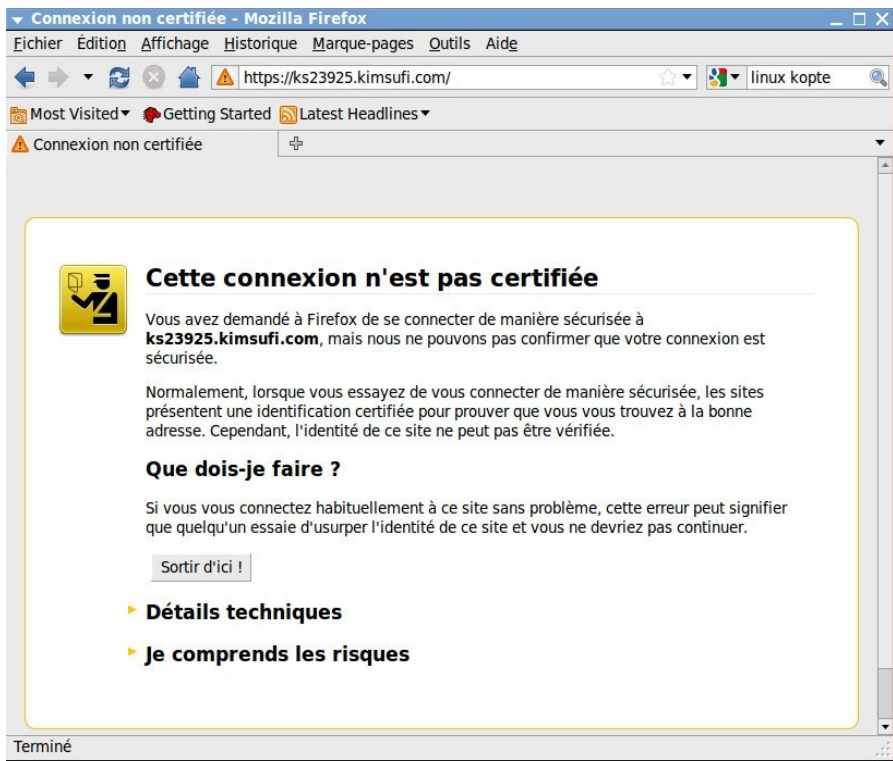 Connexion non certifiée - Mozilla Firefox
Fichier Édition Affichage Historique Marque-pages Outils Aide
https://ks23925.kimsufi.com/ linux kopte
Most Visited Getting Started Latest Headlines
Connexion non certifiée
Cette connexion n'est pas certifiée
Vous avez demandé à Firefox de se connecter de manière sécurisée à
ks23925.kimsufi.com, mais nous ne pouvons pas confirmer que votre connexion est
sécurisée.
Normalement, lorsque vous essayez de vous connecter de manière sécurisée, les sites
présentent une identification certifiée pour prouver que vous vous trouvez à la bonne
adresse. Cependant, l'identité de ce site ne peut pas être vérifiée.
Que dois-je faire ?
Si vous vous connectez habituellement à ce site sans problème, cette erreur peut signifier
que quelqu'un essaie d'usurper l'identité de ce site et vous ne devriez pas continuer.
Sortir d'ici !
Détails techniques
Je comprends les risques
Terminé